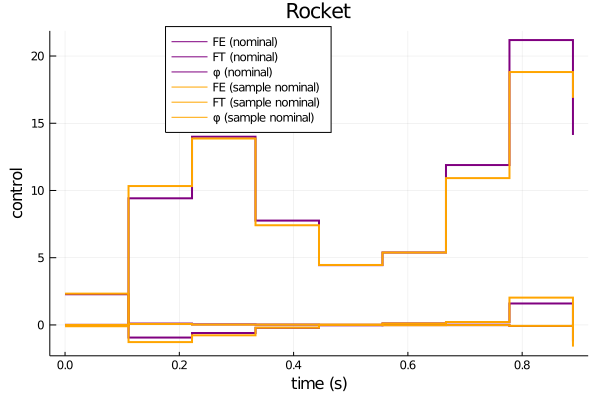 Rocket
FE (nominal)
FT (nominal)
φ (nominal)
FE (sample nominal)
FT (sample nominal)
φ (sample nominal)
20
15
10
5
0
control
0.0 0.2 0.4 0.6 0.8
time (s)